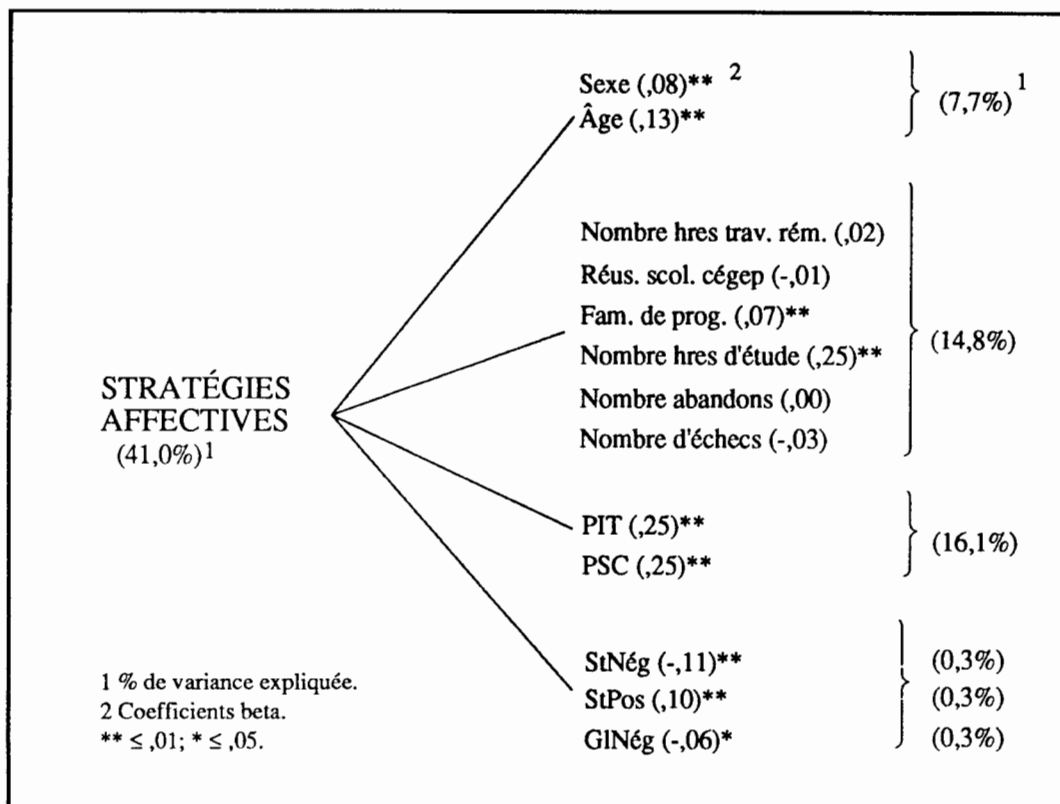 Sexe (,08)** 2
Âge (,13)**
(7,7%) 1
Nombre hres trav. rém. (,02)
Réus. scol. cégep (-,01)
Fam. de prog. (,07)**
Nombre hres d'étude (,25)**
Nombre abandons (,00)
Nombre d'échecs (-,03)
(14,8%)
STRATÉGIES
AFFECTIVES
(41,0%)1
PIT (,25)**
PSC (,25)**
(16,1%)
StNég (-,11)** (0,3%)
StPos (,10)** (0,3%)
GlNég (-,06)* (0,3%)
1 % de variance expliquée.
2 Coefficients beta.
** ≤ ,01; * ≤ ,05.